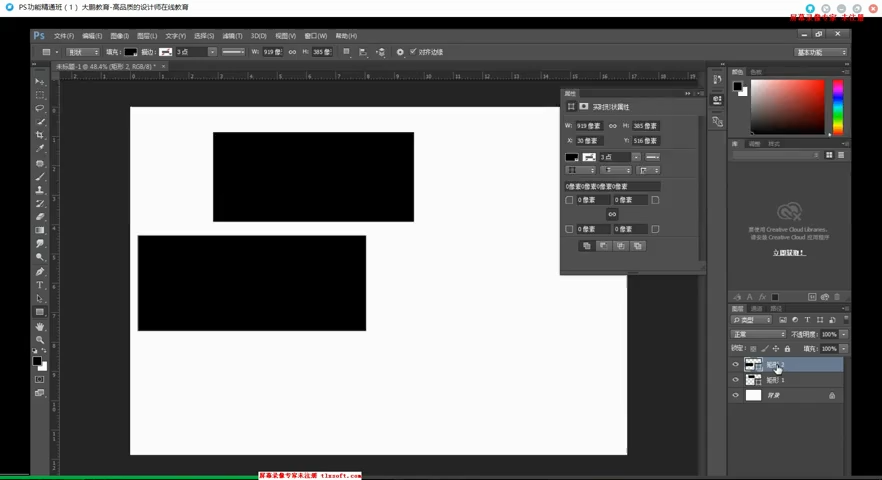 PS功能精通班（1）大鹏教育-高品质的设计师在线教育
屏幕录像专家 未注册
Ps 文件(F) 编辑(E) 图像(I) 图层(L) 文字(Y) 选择(S) 滤镜(T) 3D(D) 视图(V) 窗口(W) 帮助(H)
形状 填充: 描边: 3点 W: 919 像 H: 385 像 对齐边缘 基本功能
未标题-1 @ 48.4% (矩形 2, RGB/8) *
属性
实时形状属性
W: 919 像素 H: 385 像素
X: 30 像素 Y: 516 像素
3点
0像素0像素0像素0像素
0 像素 0 像素
0 像素 0 像素
颜色 色板
库 调整 样式
要使用 Creative Cloud Libraries,
请安装 Creative Cloud 应用程序
立即获取!
图层 通道 路径
类型
正常 不透明度: 100%
锁定: 填充: 100%
矩形 2
矩形 1
背景
屏幕录像专家未注册 tlxsoft.com